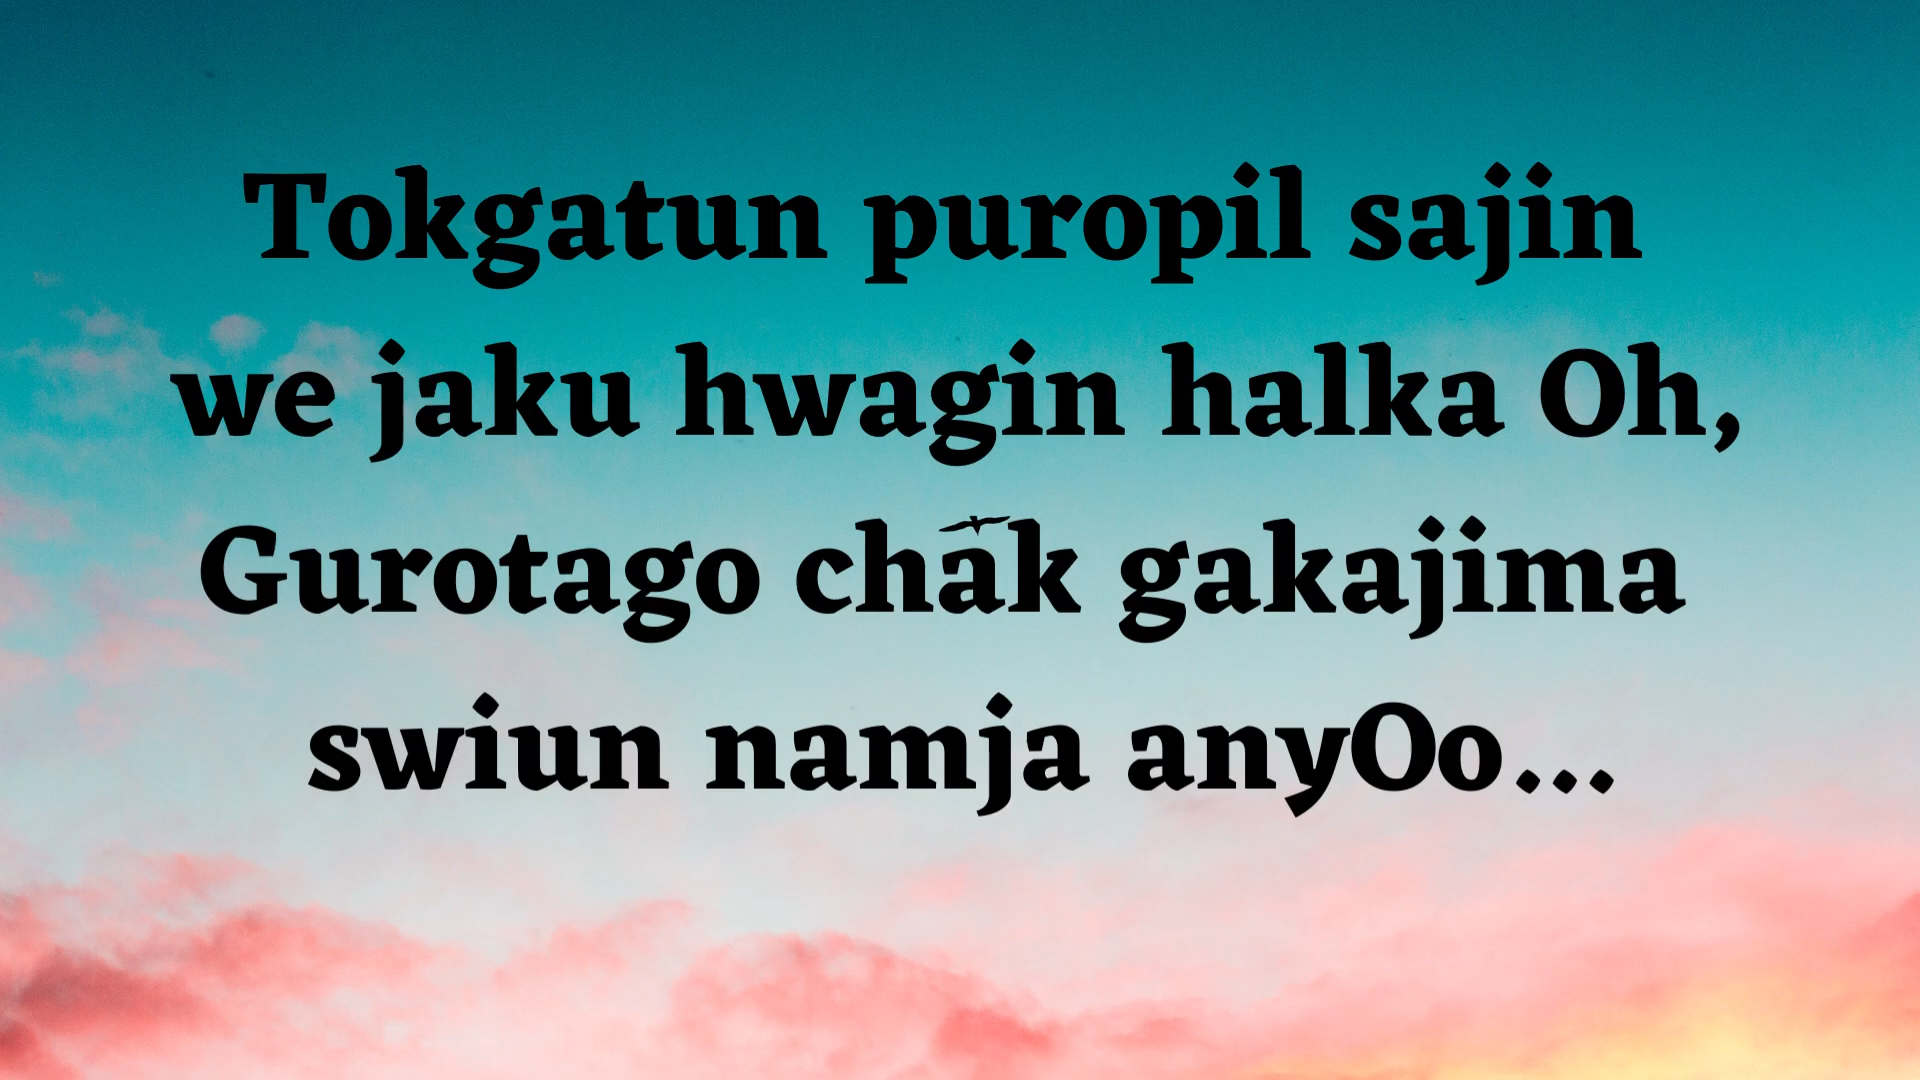 Tokgatun puropil sajin
we jaku hwagin halka Oh,
Gurotago chak gakajima
swiun namja anyOo...